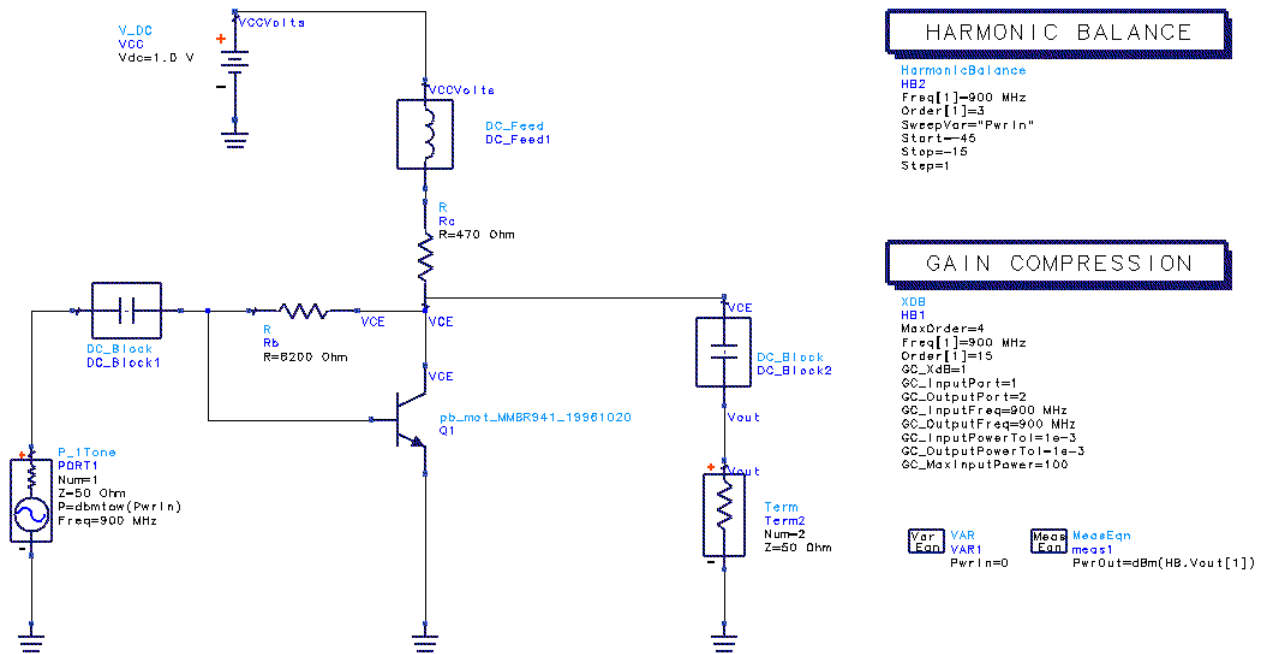 V_DC
VCC
Vdc=1.0 V
VCCVolts
VCCVolts
DC_Feed
DC_Feed1
R
Rc
R=470 Ohm
DC_Block
DC_Block1
R
Rb
R=6200 Ohm
VCE
VCE
VCE
VCE
DC_Block
DC_Block2
pb_mot_MMBR941_19961020
Q1
Vout
Vout
P_1Tone
PORT1
Num=1
Z=50 Ohm
P=dbmtow(PwrIn)
Freq=900 MHz
Term
Term2
Num=2
Z=50 Ohm
HARMONIC BALANCE
HarmonicBalance
HB2
Freq[1]=900 MHz
Order[1]=3
SweepVar="PwrIn"
Start=-45
Stop=-15
Step=1
GAIN COMPRESSION
XDB
HB1
MaxOrder=4
Freq[1]=900 MHz
Order[1]=15
GC_XdB=1
GC_InputPort=1
GC_OutputPort=2
GC_InputFreq=900 MHz
GC_OutputFreq=900 MHz
GC_InputPowerTol=1e-3
GC_OutputPowerTol=1e-3
GC_MaxInputPower=100
Var Eqn
VAR
VAR1
PwrIn=0
Meas Eqn
MeasEqn
meas1
PwrOut=dBm(HB.Vout[1])